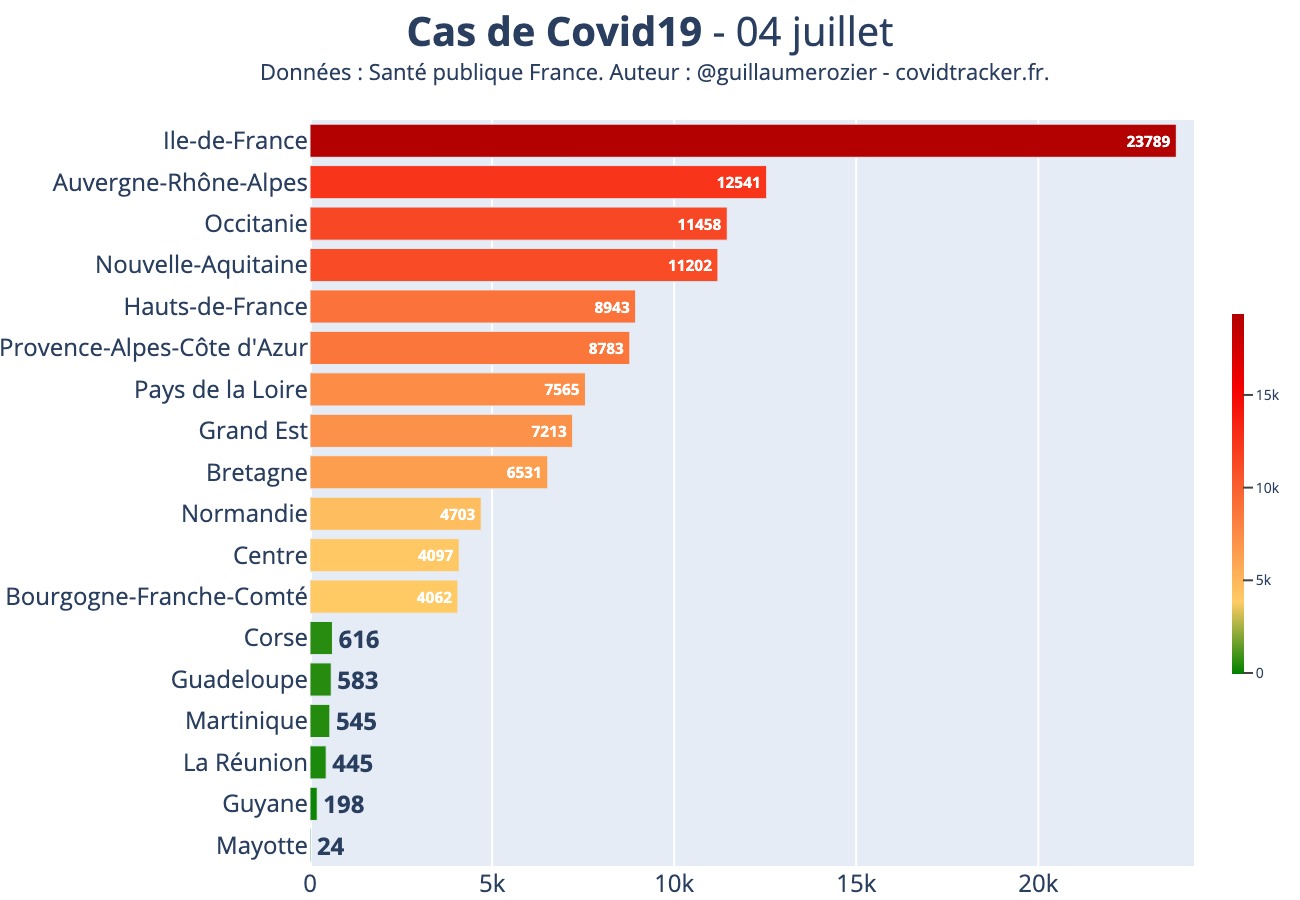 Cas de Covid19 - 04 juillet
Données : Santé publique France. Auteur : @guillaumerozier - covidtracker.fr.
Ile-de-France 23789
Auvergne-Rhône-Alpes 12541
Occitanie 11458
Nouvelle-Aquitaine 11202
Hauts-de-France 8943
Provence-Alpes-Côte d'Azur 8783
Pays de la Loire 7565
Grand Est 7213
Bretagne 6531
Normandie 4703
Centre 4097
Bourgogne-Franche-Comté 4062
Corse 616
Guadeloupe 583
Martinique 545
La Réunion 445
Guyane 198
Mayotte 24
0 5k 10k 15k 20k
15k
10k
5k
0